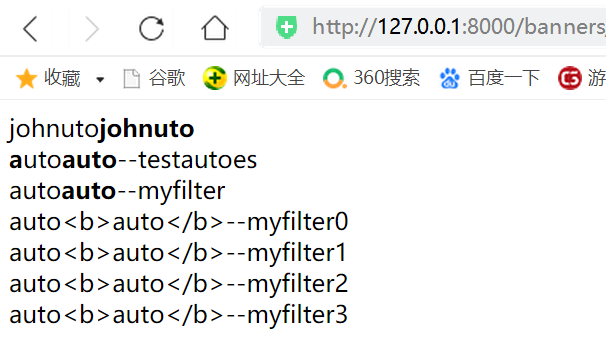 http://127.0.0.1:8000/banners
收藏 谷歌 网址大全 360搜索 百度一下 游
johnutojohnuto
autoauto--testautoes
autoauto--myfilter
auto<b>auto</b>--myfilter0
auto<b>auto</b>--myfilter1
auto<b>auto</b>--myfilter2
auto<b>auto</b>--myfilter3